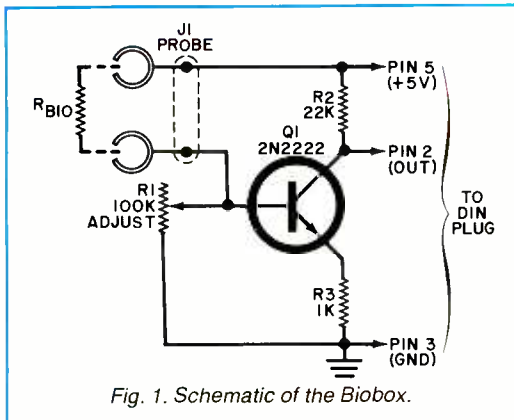 J1
PROBE
RBIO
R1
100K
ADJUST
Q1
2N2222
R2
22K
R3
1K
PIN 5
(+5V)
PIN 2
(OUT)
PIN 3
(GND)
TO
DIN
PLUG
Fig. 1. Schematic of the Biobox.